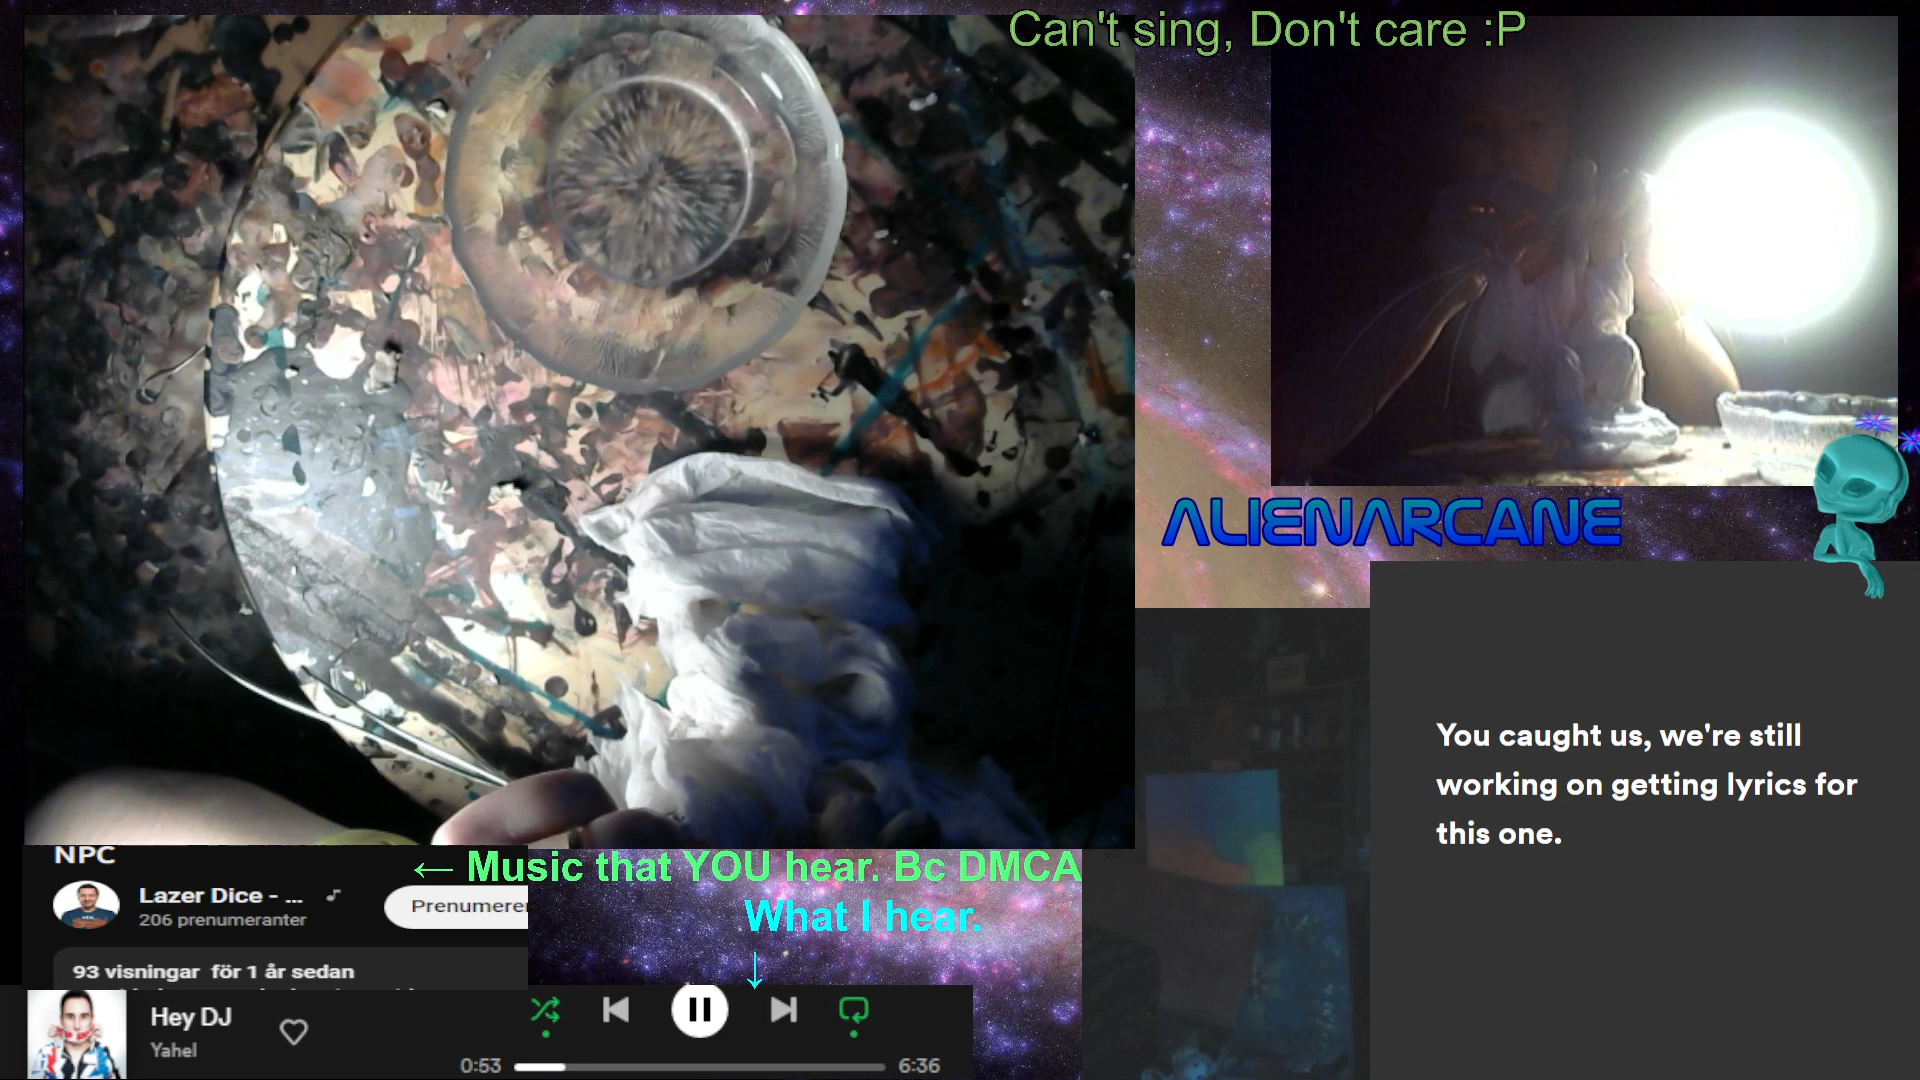 Can't sing, Don't care :P
ALIENARCANE
You caught us, we're still
working on getting lyrics for
this one.
NPC
← Music that YOU hear. Bc DMCA
Lazer Dice - ...
206 prenumeranter
Prenumerer
What I hear.
↓
93 visningar för 1 år sedan
Hey DJ
Yahel
0:53
6:36